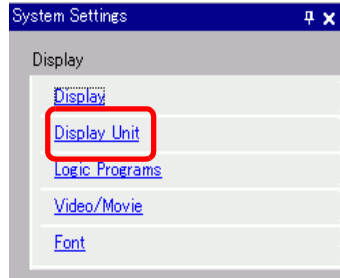 System Settings
Display
Display
Display Unit
Logic Programs
Video/Movie
Font